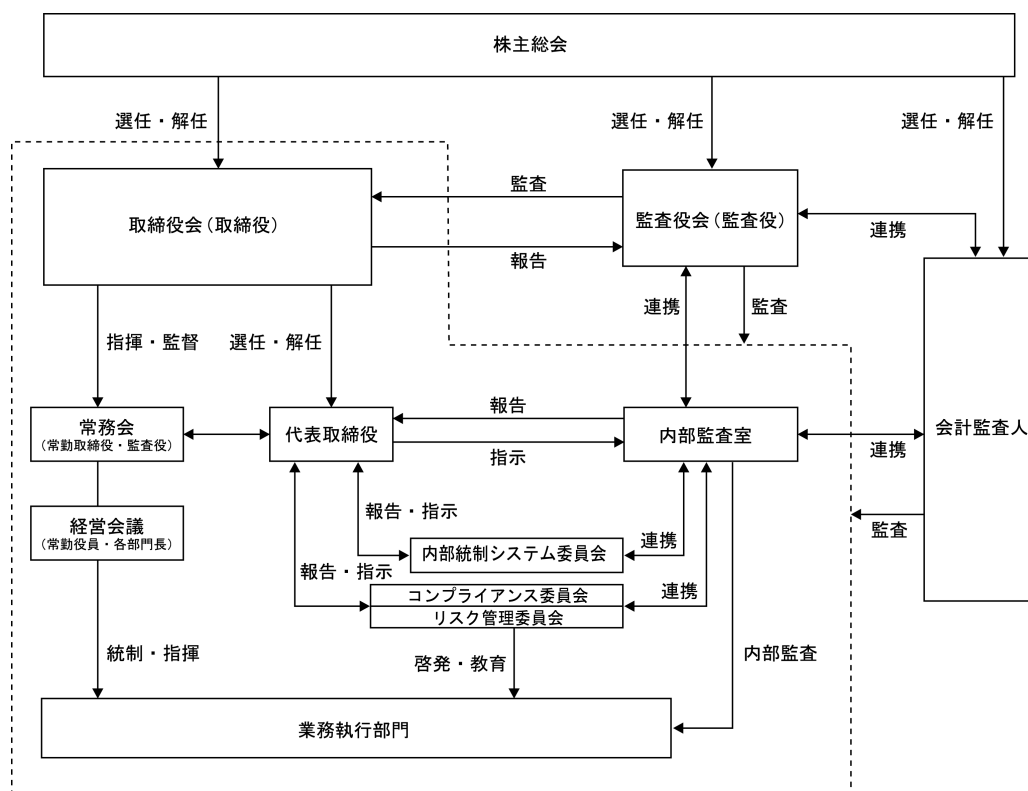 株主総会
選任・解任
選任・解任
選任・解任
取締役会(取締役)
監査
報告
監査役会(監査役)
連携
連携
監査
指揮・監督
選任・解任
常務会
(常勤取締役・監査役)
代表取締役
報告
指示
内部監査室
連携
会計監査人
監査
経営会議
(常勤役員・各部門長)
報告・指示
内部統制システム委員会
連携
報告・指示
コンプライアンス委員会
リスク管理委員会
連携
統制・指揮
啓発・教育
内部監査
業務執行部門